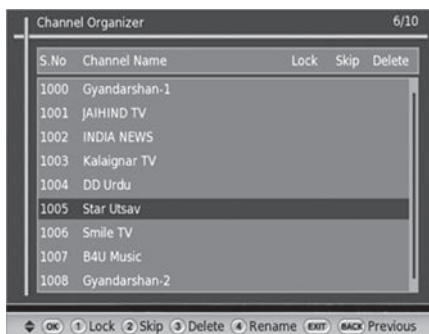 Channel Organizer 6/10
S.No Channel Name Lock Skip Delete
1000 Gyandarshan-1
1001 JAIHIND TV
1002 INDIA NEWS
1003 Kalaignar TV
1004 DD Urdu
1005 Star Utsav
1006 Smile TV
1007 B4U Music
1008 Gyandarshan-2
OK 1 Lock 2 Skip 3 Delete 4 Rename EXIT BACK Previous